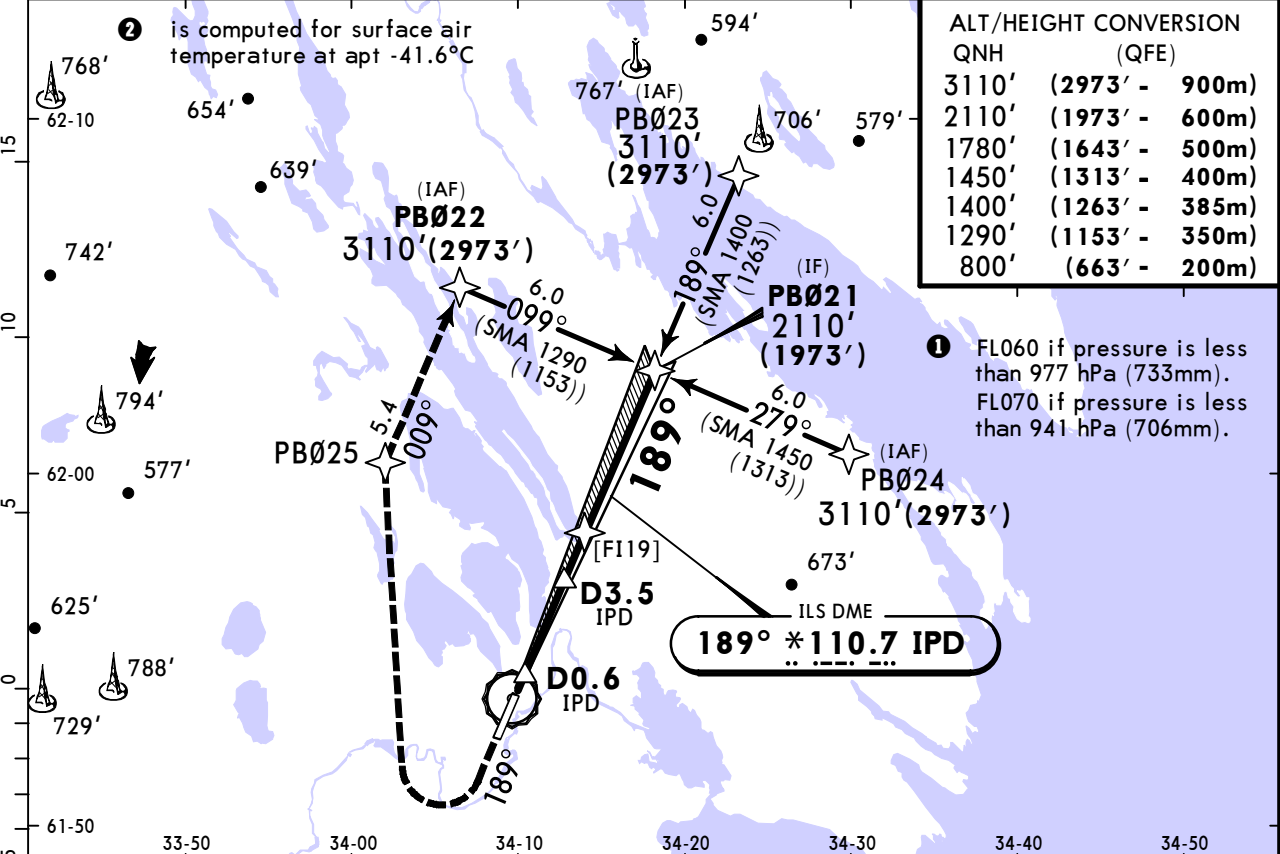 ❷ is computed for surface air
temperature at apt -41.6°C
594'
768'
767'
654'
62-10
706'
579'
15
(IAF)
PBØ23
3110'
(2973')
6.0
189°
(SMA 1400
(1263))
639'
(IAF)
PBØ22
3110'(2973')
742'
6.0
099°
(SMA 1290
(1153))
(IF)
PBØ21
2110'
(1973')
ALT/HEIGHT CONVERSION
QNH (QFE)
3110' (2973' - 900m)
2110' (1973' - 600m)
1780' (1643' - 500m)
1450' (1313' - 400m)
1400' (1263' - 385m)
1290' (1153' - 350m)
800' (663' - 200m)
❶ FL060 if pressure is less
than 977 hPa (733mm).
FL070 if pressure is less
than 941 hPa (706mm).
10
794'
5.4
009°
PBØ25
189°
6.0
279°
(SMA 1450
(1313))
(IAF)
PBØ24
3110'(2973')
577'
62-00
5
[FI19]
673'
D3.5
IPD
ILS DME
189° *110.7 IPD
625'
788'
729'
0
D0.6
IPD
189°
61-50
5
33-50
34-00
34-10
34-20
34-30
34-40
34-50